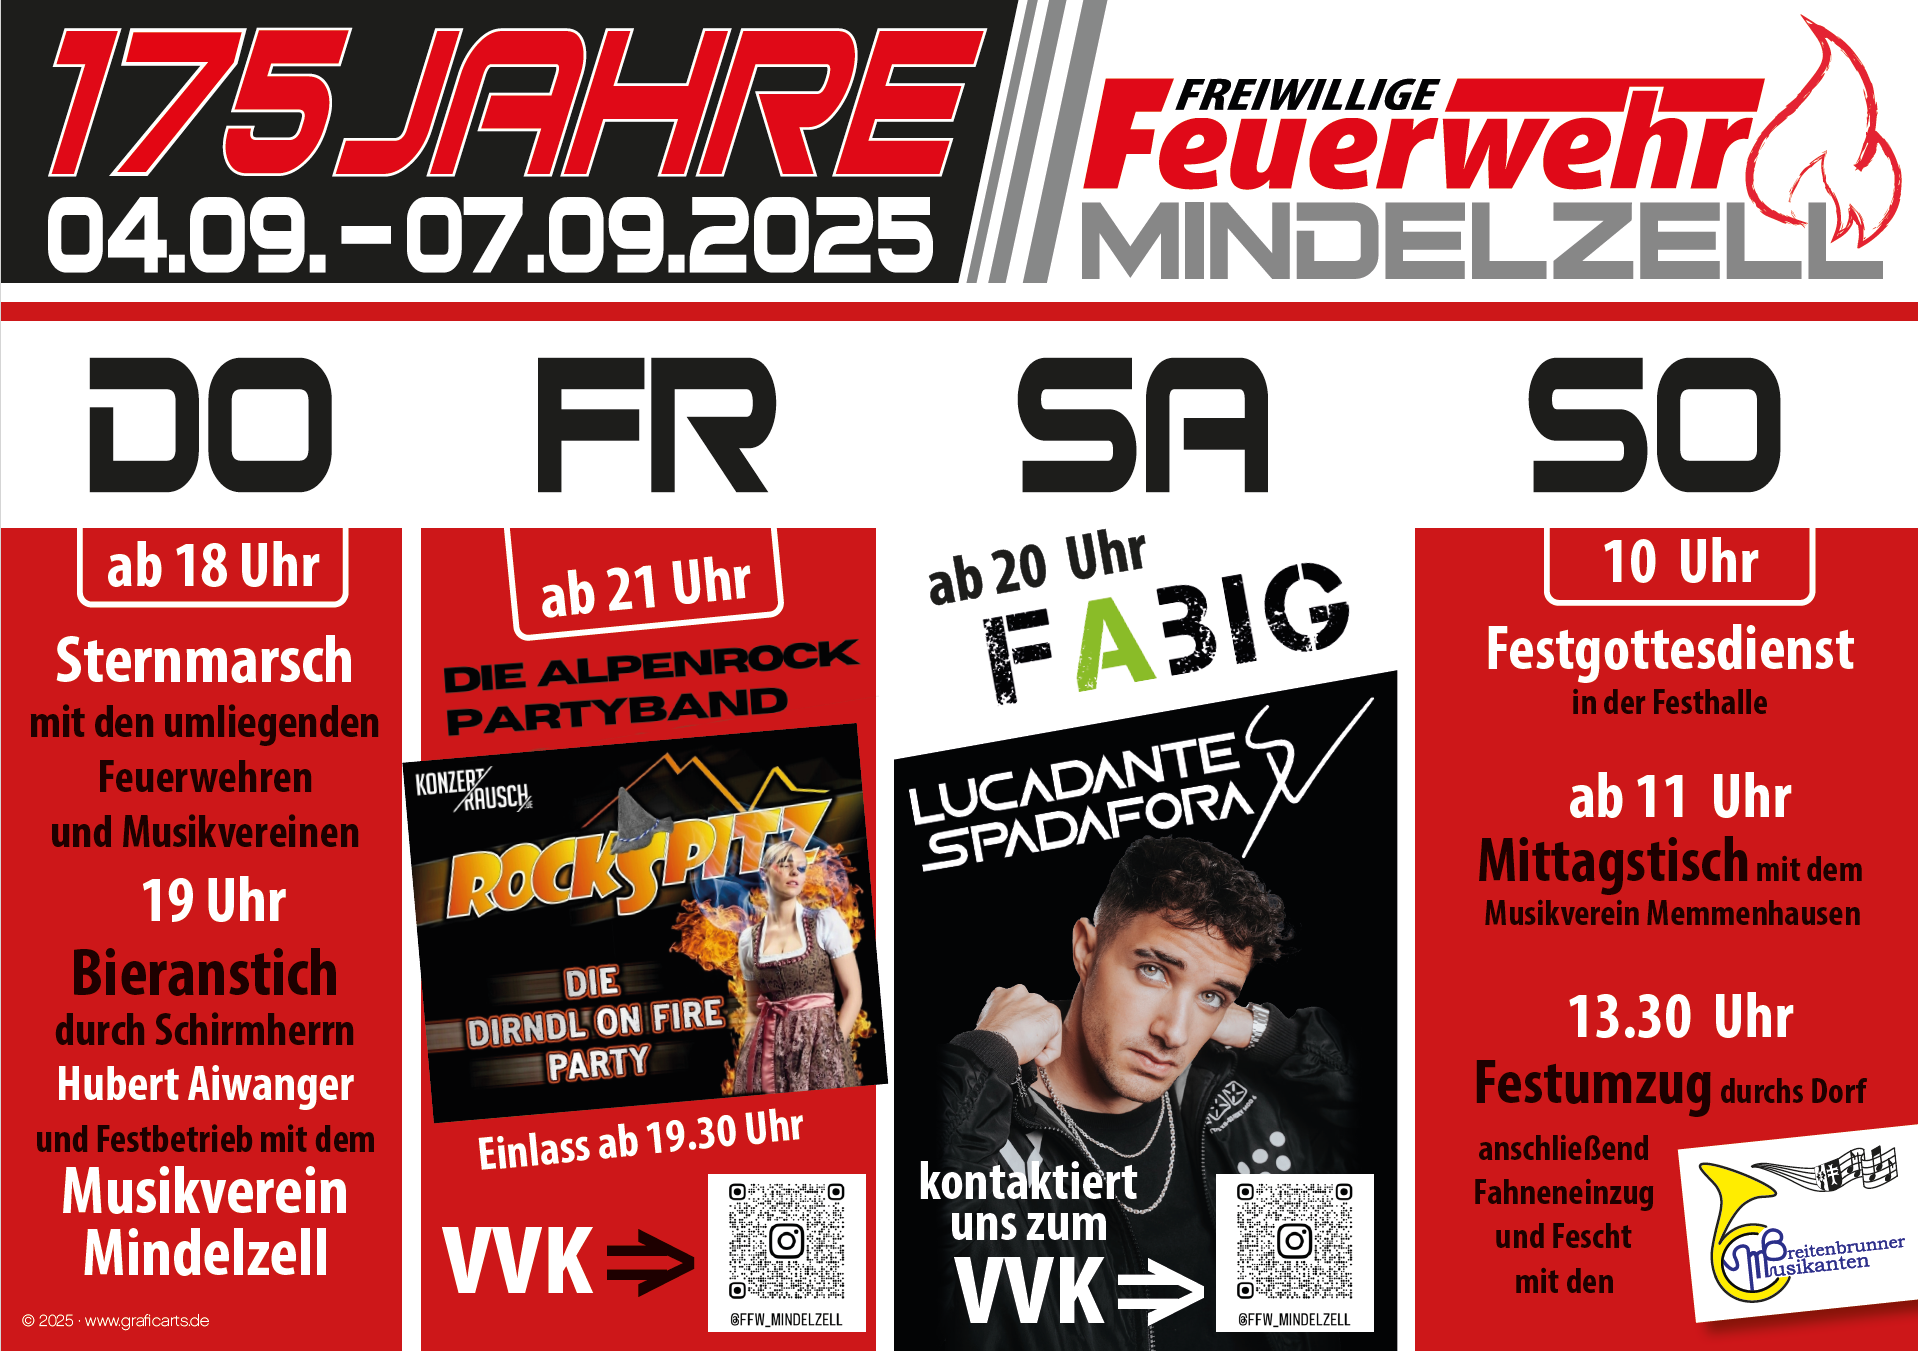 175 JAHRE
04.09. – 07.09.2025
FREIWILLIGE
Feuerwehr
MINDELZELL
DO
ab 18 Uhr
Sternmarsch
mit den umliegenden
Feuerwehren
und Musikvereinen
19 Uhr
Bieranstich
durch Schirmherrn
Hubert Aiwanger
und Festbetrieb mit dem
Musikverein
Mindelzell
© 2025 · www.graficarts.de
FR
ab 21 Uhr
DIE ALPENROCK
PARTYBAND
KONZERT
RAUSCH
ROCKSPITZ
DIE
DIRNDL ON FIRE
PARTY
Einlass ab 19.30 Uhr
VVK
@FFW_MINDELZELL
SA
ab 20 Uhr
FABIG
LUCADANTE
SPADAFORA
kontaktiert
uns zum
VVK
@FFW_MINDELZELL
SO
10 Uhr
Festgottesdienst
in der Festhalle
ab 11 Uhr
Mittagstisch mit dem
Musikverein Memmenhausen
13.30 Uhr
Festumzug durchs Dorf
anschließend
Fahneneinzug
und Fescht
mit den
Breitenbrunner
Musikanten